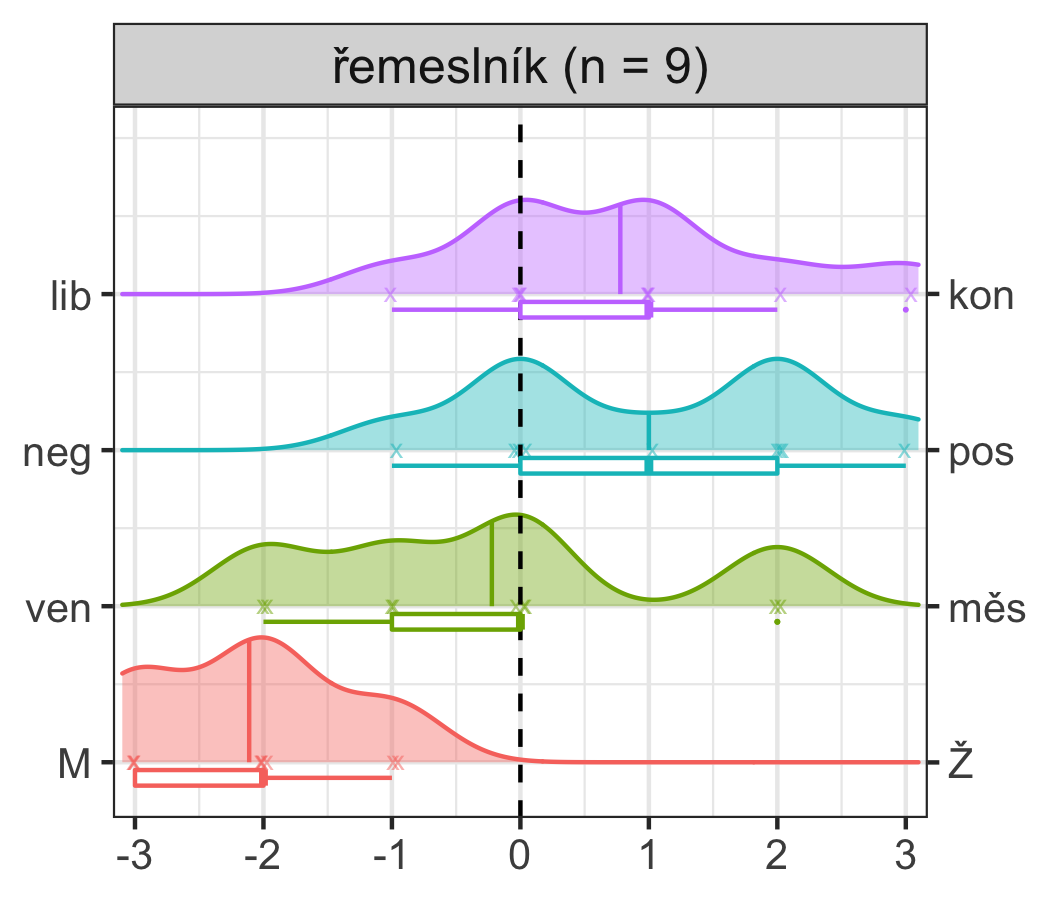 řemeslník (n = 9)
lib kon
neg pos
ven měs
M Ž
-3 -2 -1 0 1 2 3